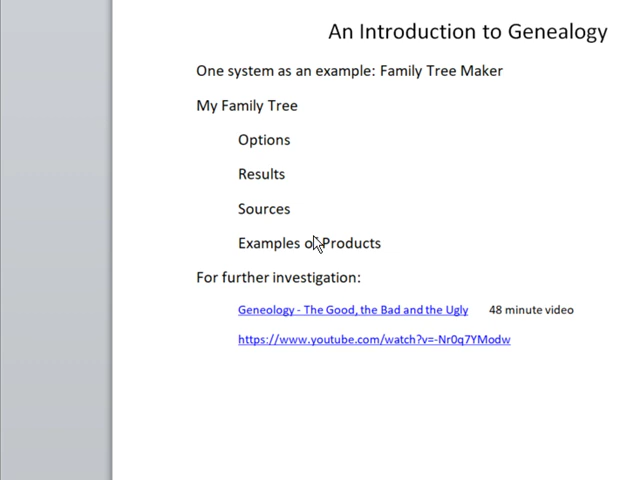 An Introduction to Genealogy
One system as an example: Family Tree Maker
My Family Tree
Options
Results
Sources
Examples of Products
For further investigation:
Geneology - The Good, the Bad and the Ugly 48 minute video
https://www.youtube.com/watch?v=-Nr0q7YModw